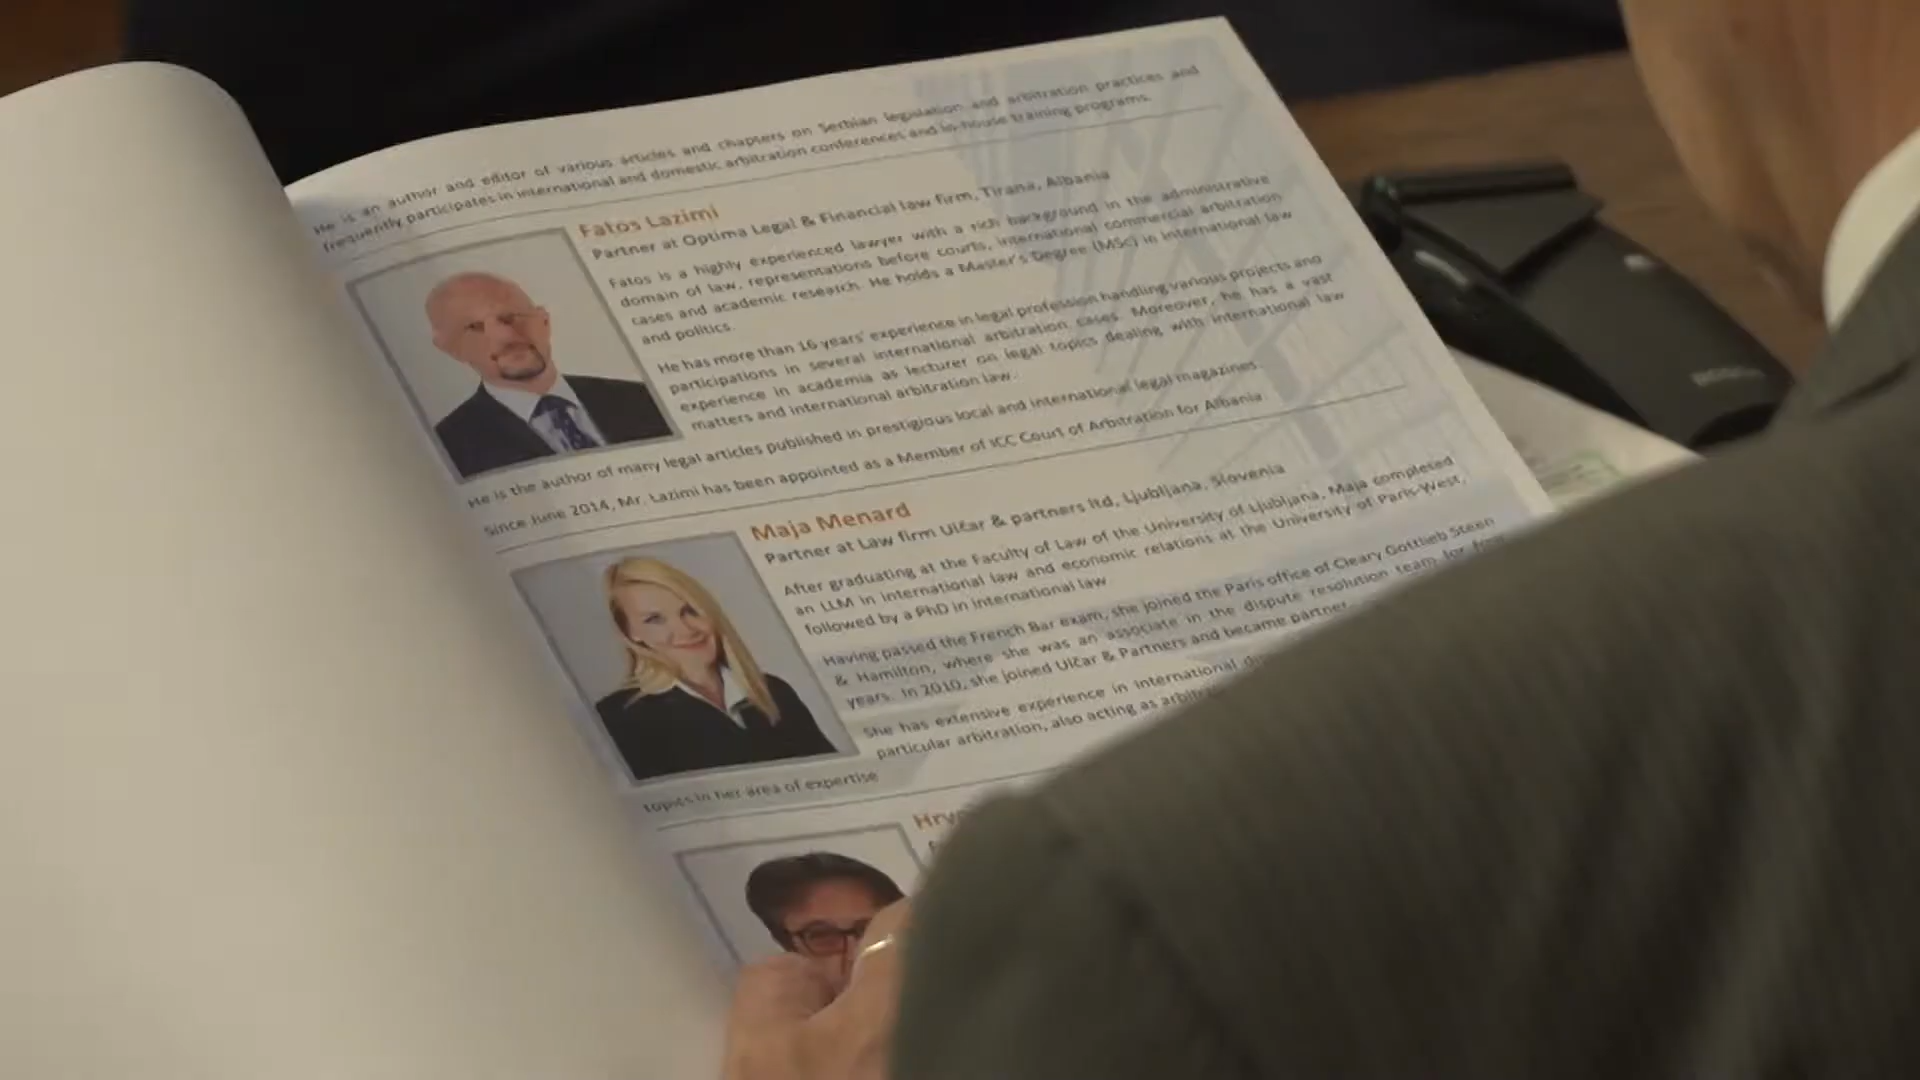 He is an author and editor of various articles and chapters on Serbian legislation and arbitration practices and
frequently participates in international and domestic arbitration conferences and in-house training programs.
Fatos Lazimi
Partner at Optima Legal & Financial law firm, Tirana, Albania
Fatos is a highly experienced lawyer with a rich background in the administrative
domain of law, representations before courts, international commercial arbitration
cases and academic research. He holds a Master's Degree (MSc) in international law
and politics.
He has more than 16 years' experience in legal profession handling various projects and
participations in several international arbitration cases. Moreover, he has a vast
experience in academia as lecturer on legal topics dealing with international law
matters and international arbitration law.
He is the author of many legal articles published in prestigious local and international legal magazines.
Since June 2014, Mr. Lazimi has been appointed as a Member of ICC Court of Arbitration for Albania
Maja Menard
Partner at Law firm Ulčar & partners ltd, Ljubljana, Slovenia
After graduating at the Faculty of Law of the University of Ljubljana, Maja completed
an LLM in international law and economic relations at the University of Paris-West,
followed by a PhD in international law
Having passed the French Bar exam, she joined the Paris office of Cleary Gottlieb Steen
& Hamilton, where she was an associate in the dispute resolution team for four
years. In 2010, she joined Ulčar & Partners and became partner
She has extensive experience in international
particular arbitration, also acting as
topics in her area of expertise